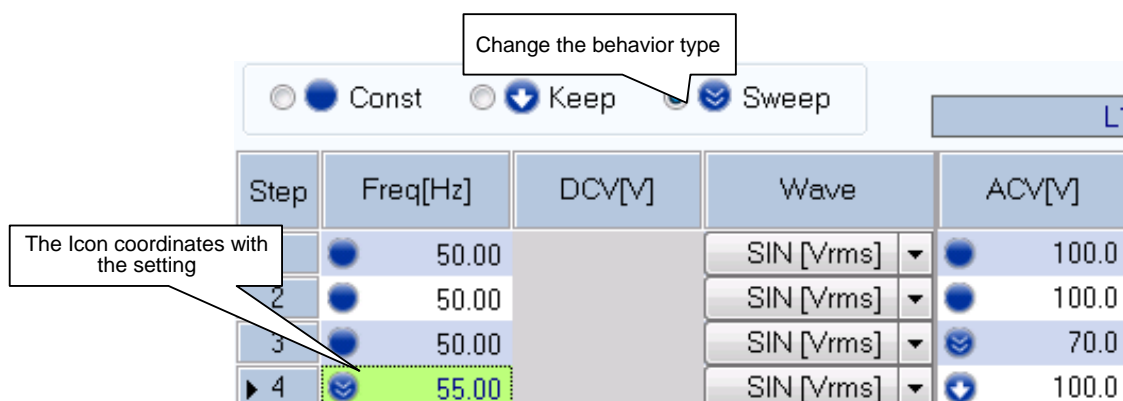 Change the behavior type
Const Keep Sweep
Step Freq[Hz] DCV[V] Wave ACV[V]
The Icon coordinates with
the setting
50.00 SIN [Vrms] 100.0
2 50.00 SIN [Vrms] 100.0
3 50.00 SIN [Vrms] 70.0
4 55.00 SIN [Vrms] 100.0